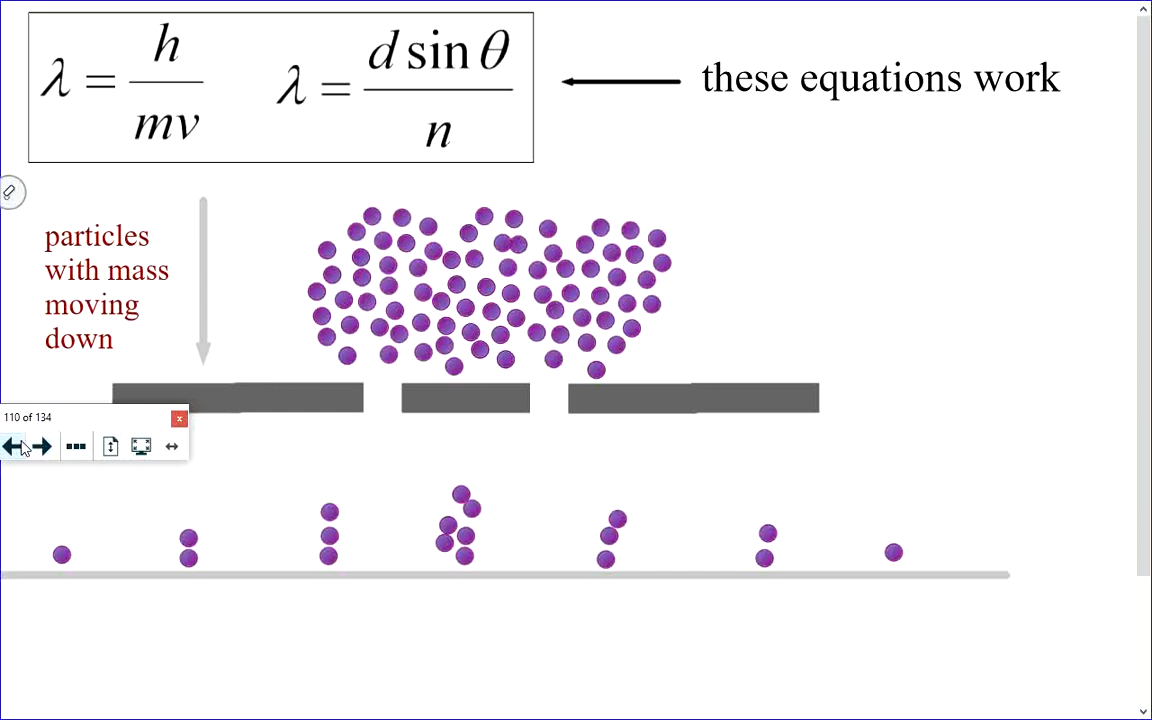 λ = h / mv λ = d sin θ / n
these equations work
particles
with mass
moving
down
110 of 134
x